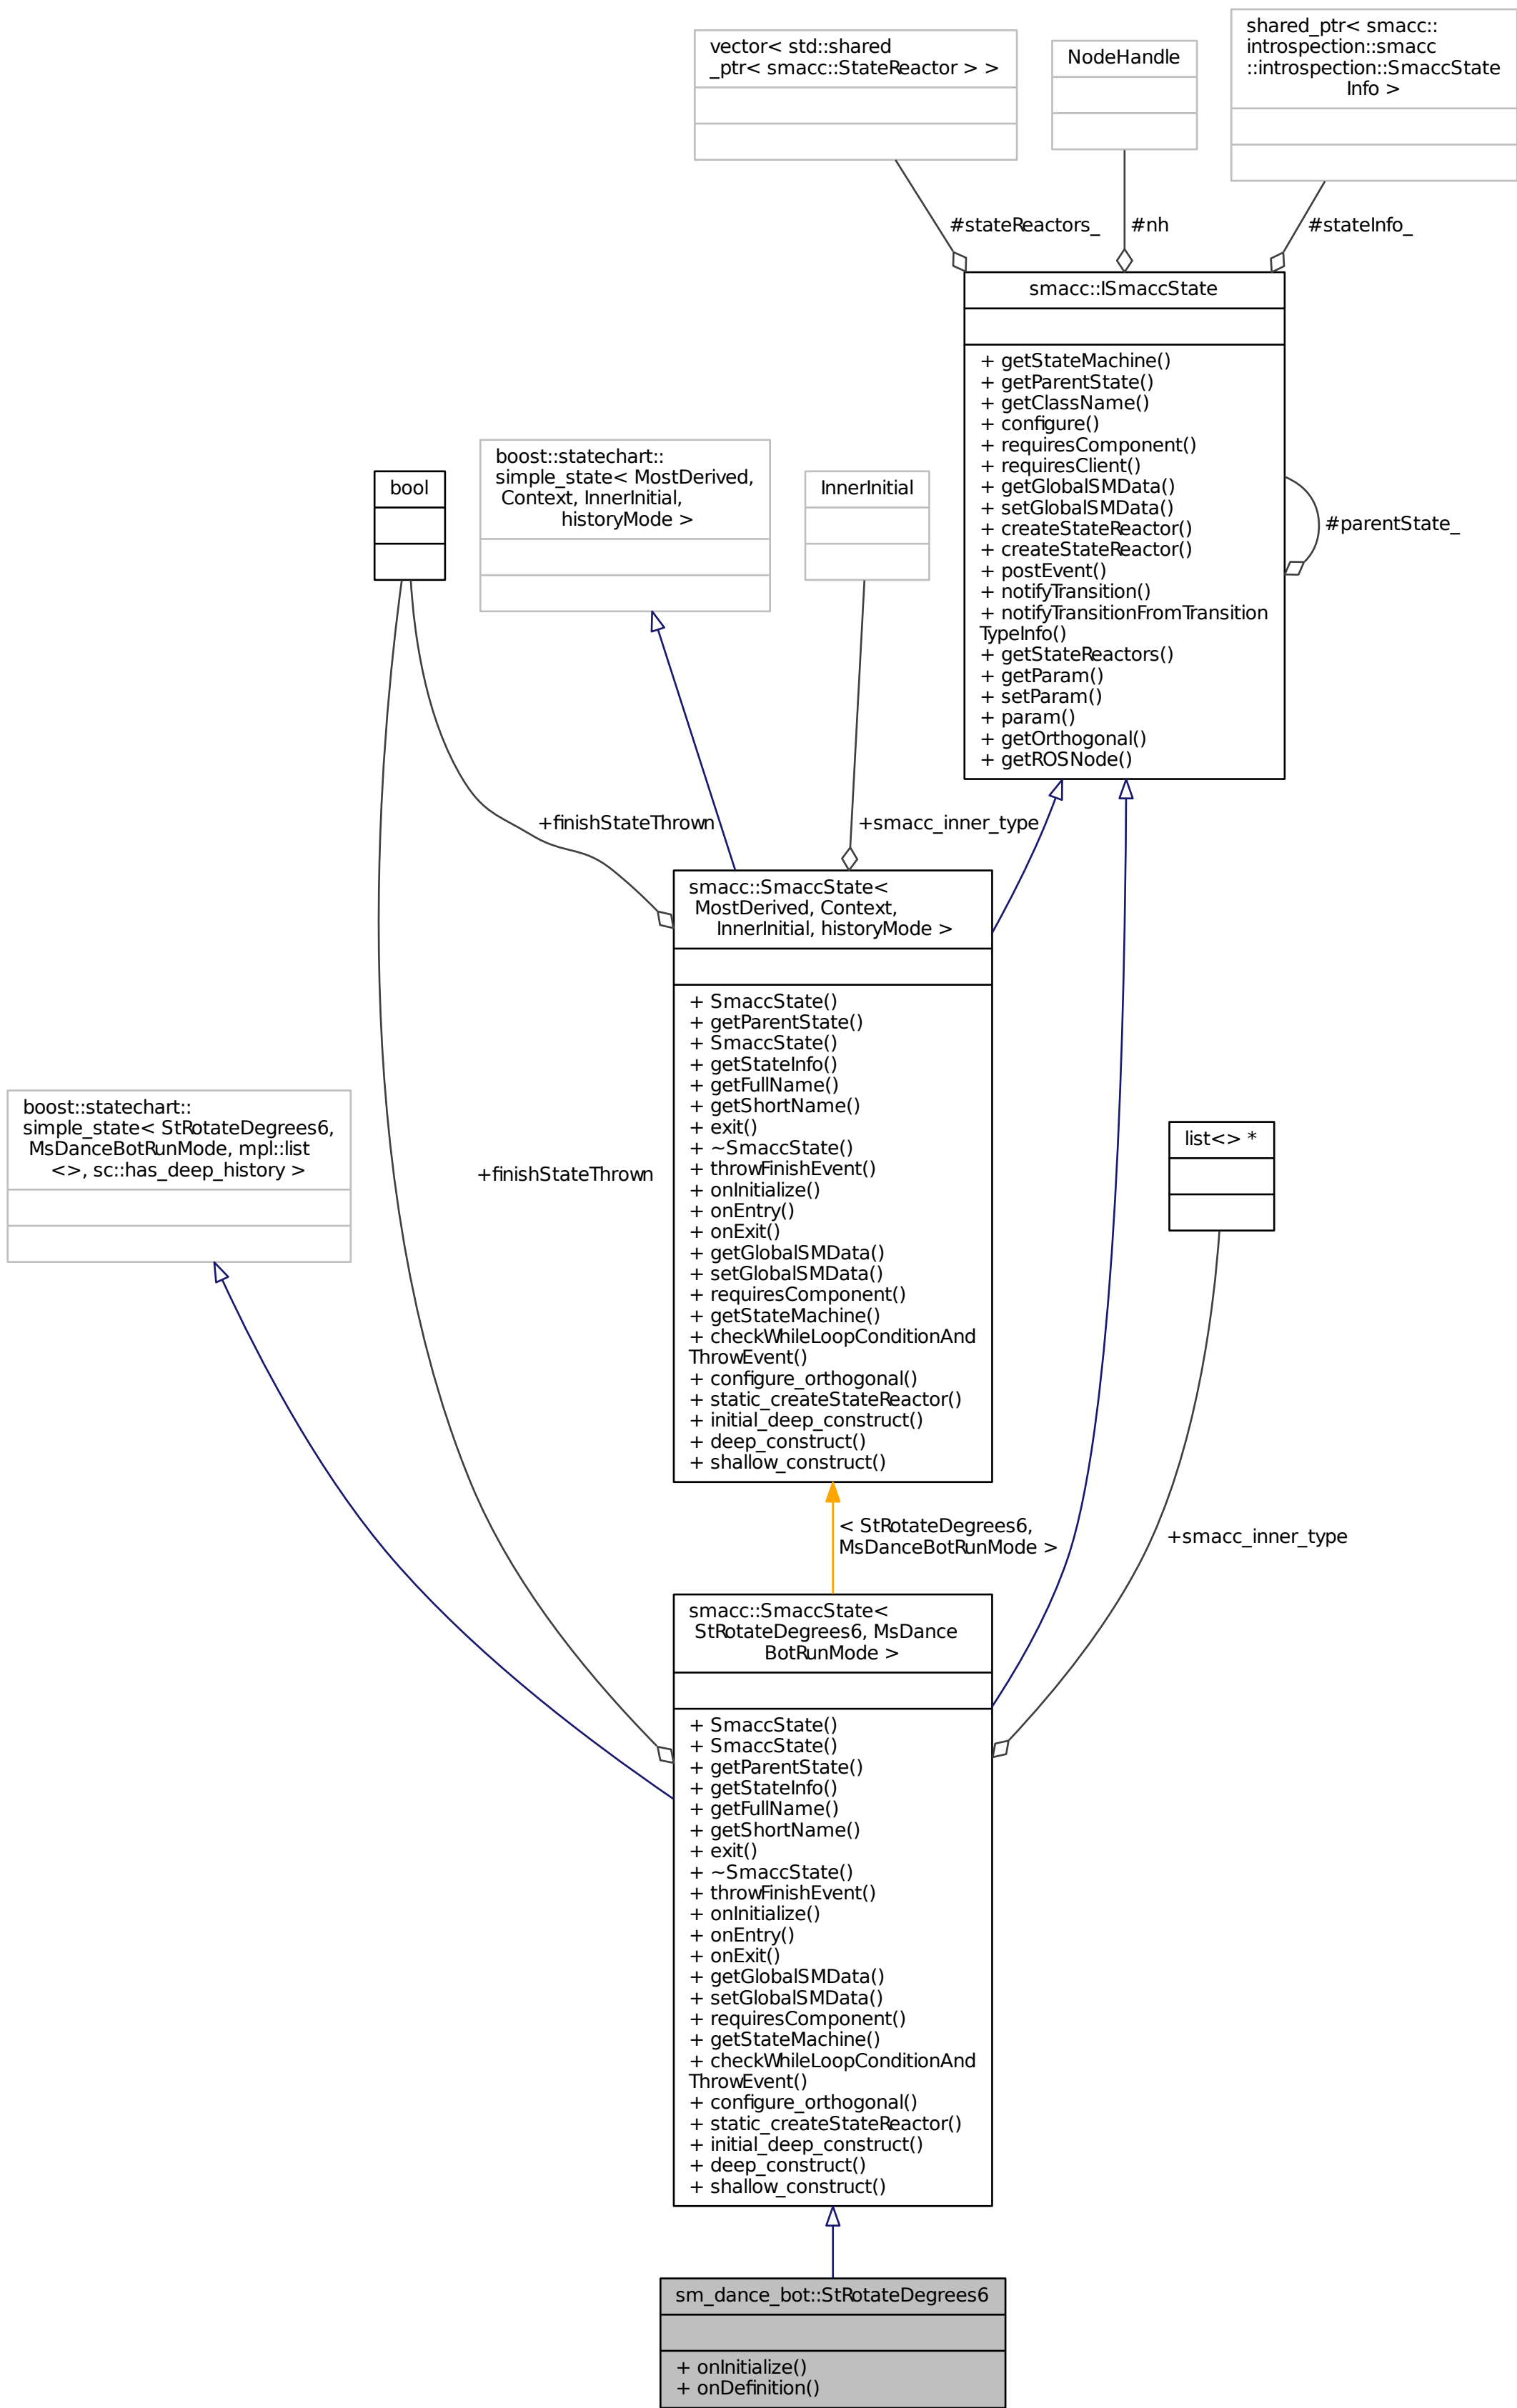 vector< std::shared
_ptr< smacc::StateReactor > >
NodeHandle
shared_ptr< smacc::
introspection::smacc
::introspection::SmaccState
Info >
#stateReactors_
#nh
#stateInfo_
smacc::ISmaccState
+ getStateMachine()
+ getParentState()
+ getClassName()
+ configure()
+ requiresComponent()
+ requiresClient()
+ getGlobalSMData()
+ setGlobalSMData()
+ createStateReactor()
+ createStateReactor()
+ postEvent()
+ notifyTransition()
+ notifyTransitionFromTransition
TypeInfo()
+ getStateReactors()
+ getParam()
+ setParam()
+ param()
+ getOrthogonal()
+ getROSNode()
#parentState_
bool
boost::statechart::
simple_state< MostDerived,
Context, InnerInitial,
historyMode >
InnerInitial
+finishStateThrown
+smacc_inner_type
smacc::SmaccState<
MostDerived, Context,
InnerInitial, historyMode >
+ SmaccState()
+ getParentState()
+ SmaccState()
+ getStateInfo()
+ getFullName()
+ getShortName()
+ exit()
+ ~SmaccState()
+ throwFinishEvent()
+ onInitialize()
+ onEntry()
+ onExit()
+ getGlobalSMData()
+ setGlobalSMData()
+ requiresComponent()
+ getStateMachine()
+ checkWhileLoopConditionAnd
ThrowEvent()
+ configure_orthogonal()
+ static_createStateReactor()
+ initial_deep_construct()
+ deep_construct()
+ shallow_construct()
boost::statechart::
simple_state< StRotateDegrees6,
MsDanceBotRunMode, mpl::list
<>, sc::has_deep_history >
+finishStateThrown
list<> *
< StRotateDegrees6,
MsDanceBotRunMode >
+smacc_inner_type
smacc::SmaccState<
StRotateDegrees6, MsDance
BotRunMode >
+ SmaccState()
+ SmaccState()
+ getParentState()
+ getStateInfo()
+ getFullName()
+ getShortName()
+ exit()
+ ~SmaccState()
+ throwFinishEvent()
+ onInitialize()
+ onEntry()
+ onExit()
+ getGlobalSMData()
+ setGlobalSMData()
+ requiresComponent()
+ getStateMachine()
+ checkWhileLoopConditionAnd
ThrowEvent()
+ configure_orthogonal()
+ static_createStateReactor()
+ initial_deep_construct()
+ deep_construct()
+ shallow_construct()
sm_dance_bot::StRotateDegrees6
+ onInitialize()
+ onDefinition()